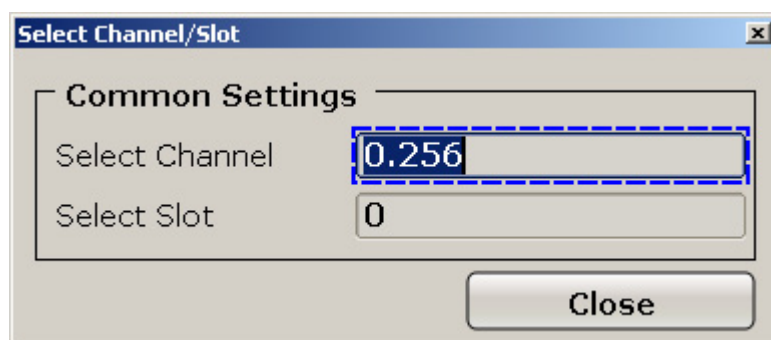 Select Channel/Slot
Common Settings
Select Channel 0.256
Select Slot 0
Close